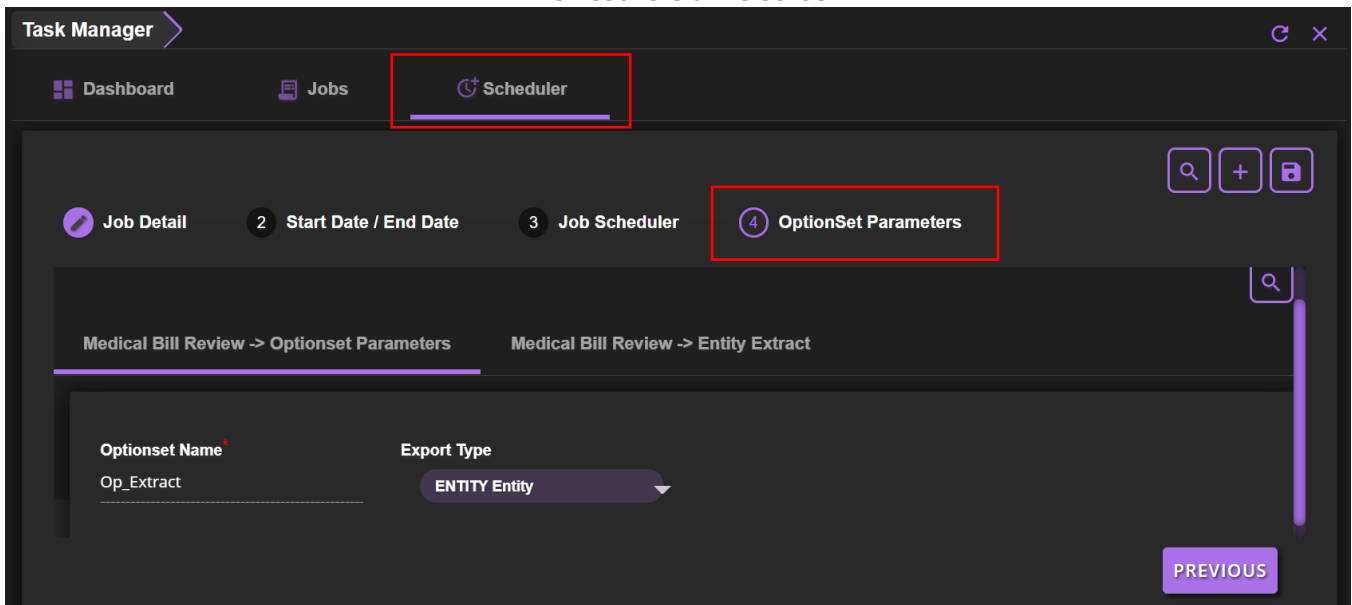 Task Manager
Dashboard
Jobs
Scheduler
Job Detail
2 Start Date / End Date
3 Job Scheduler
4 OptionSet Parameters
Medical Bill Review -> Optionset Parameters
Medical Bill Review -> Entity Extract
Optionset Name*
Export Type
Op_Extract
ENTITY Entity
PREVIOUS